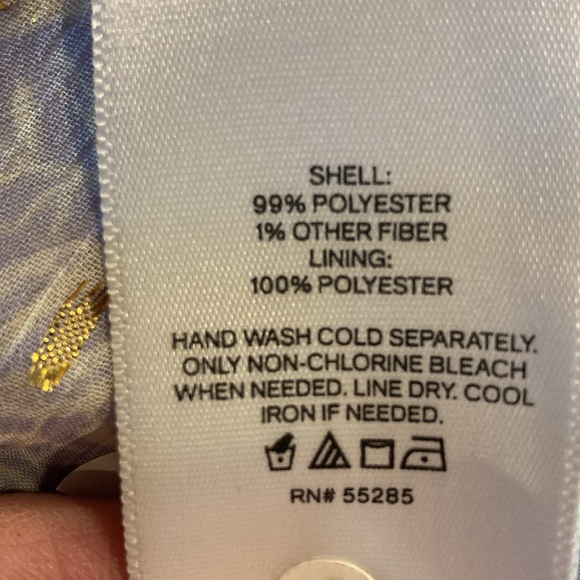 SHELL:
99% POLYESTER
1% OTHER FIBER
LINING:
100% POLYESTER
HAND WASH COLD SEPARATELY.
ONLY NON-CHLORINE BLEACH
WHEN NEEDED. LINE DRY. COOL
IRON IF NEEDED.
RN# 55285